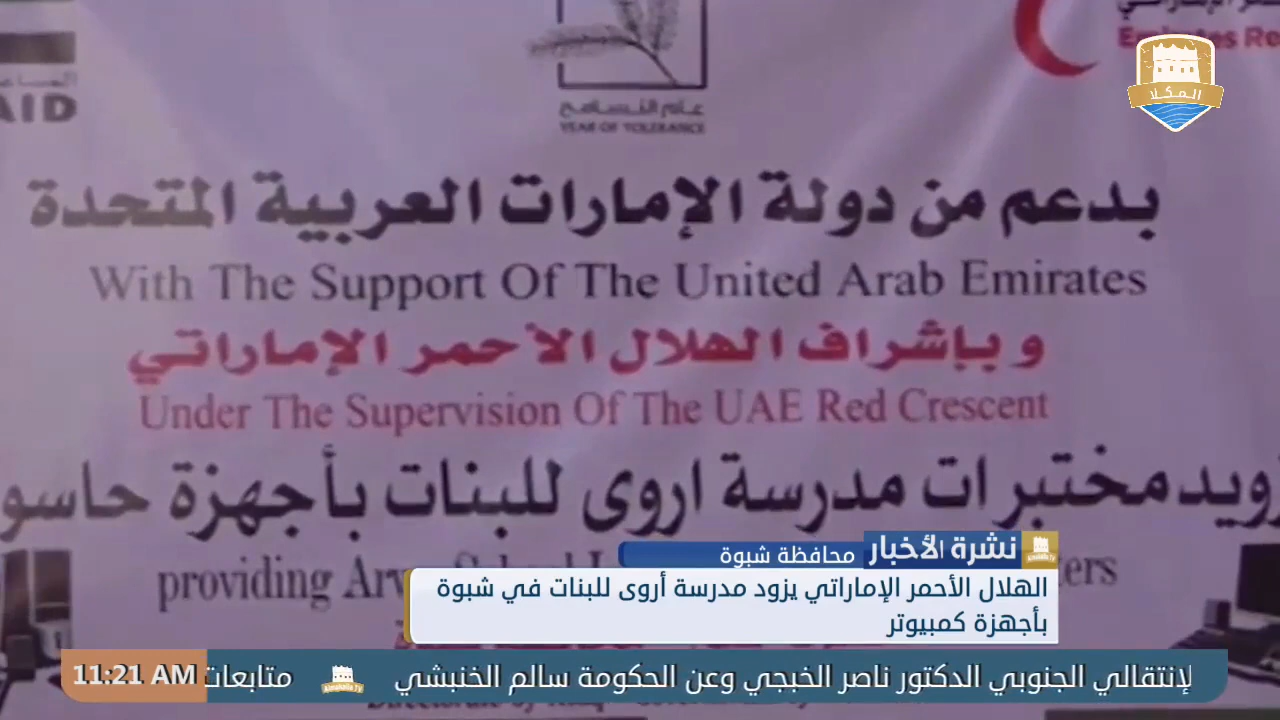 AID
عام التسامح
YEAR OF TOLERANCE
المكلا
بدعم من دولة الإمارات العربية المتحدة
With The Support Of The United Arab Emirates
و بإشراف الهلال الأحمر الإماراتي
Under The Supervision Of The UAE Red Crescent
مختبرات مدرسة اروى للبنات بأجهزة
providing
نشرة الأخبار
محافظة شبوة
الهلال الأحمر الإماراتي يزود مدرسة أروى للبنات في شبوة
بأجهزة كمبيوتر
لإنتقالي الجنوبي الدكتور ناصر الخبجي وعن الحكومة سالم الخنبشي
متابعات
11:21 AM